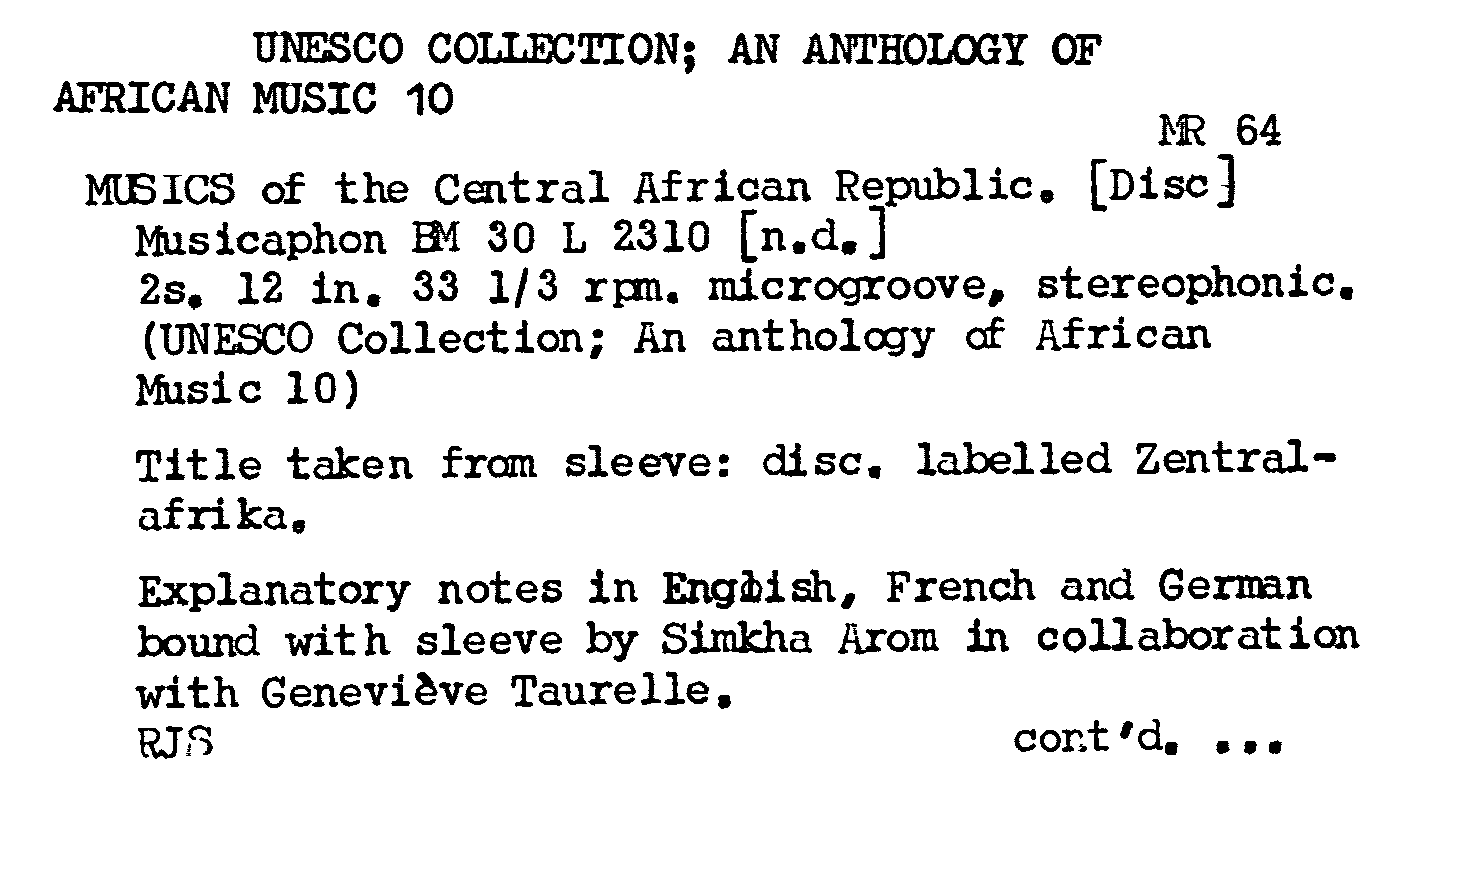 UNESCO COLLECTION; AN ANTHOLOGY OF
AFRICAN MUSIC 10
MR 64
MUSICS of the Central African Republic. [Disc]
Musicaphon BM 30 L 2310 [n.d.]
2s. 12 in. 33 1/3 rpm. microgroove, stereophonic.
(UNESCO Collection; An anthology of African
Music 10)
Title taken from sleeve: disc. labelled Zentral-
afrika.
Explanatory notes in English, French and German
bound with sleeve by Simkha Arom in collaboration
with Geneviève Taurelle.
RJS
cont'd. ...